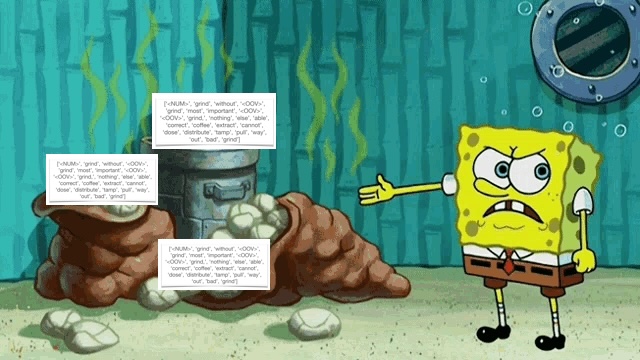 ['<NUM>', 'grind', 'without', '<OOV>',
'grind', 'most', 'important', '<OOV>',
'<OOV>', 'grind,', 'nothing', 'else', 'able',
'correct', 'coffee', 'extract', 'cannot',
'dose', 'distribute', 'tamp', 'pull', 'way',
'out', 'bad', 'grind']
['<NUM>', 'grind', 'without', '<OOV>',
'grind', 'most', 'important', '<OOV>',
'<OOV>', 'grind,', 'nothing', 'else', 'able',
'correct', 'coffee', 'extract', 'cannot',
'dose', 'distribute', 'tamp', 'pull', 'way',
'out', 'bad', 'grind']
['<NUM>', 'grind', 'without', '<OOV>',
'grind', 'most', 'important', '<OOV>',
'<OOV>', 'grind,', 'nothing', 'else', 'able',
'correct', 'coffee', 'extract', 'cannot',
'dose', 'distribute', 'tamp', 'pull', 'way',
'out', 'bad', 'grind']